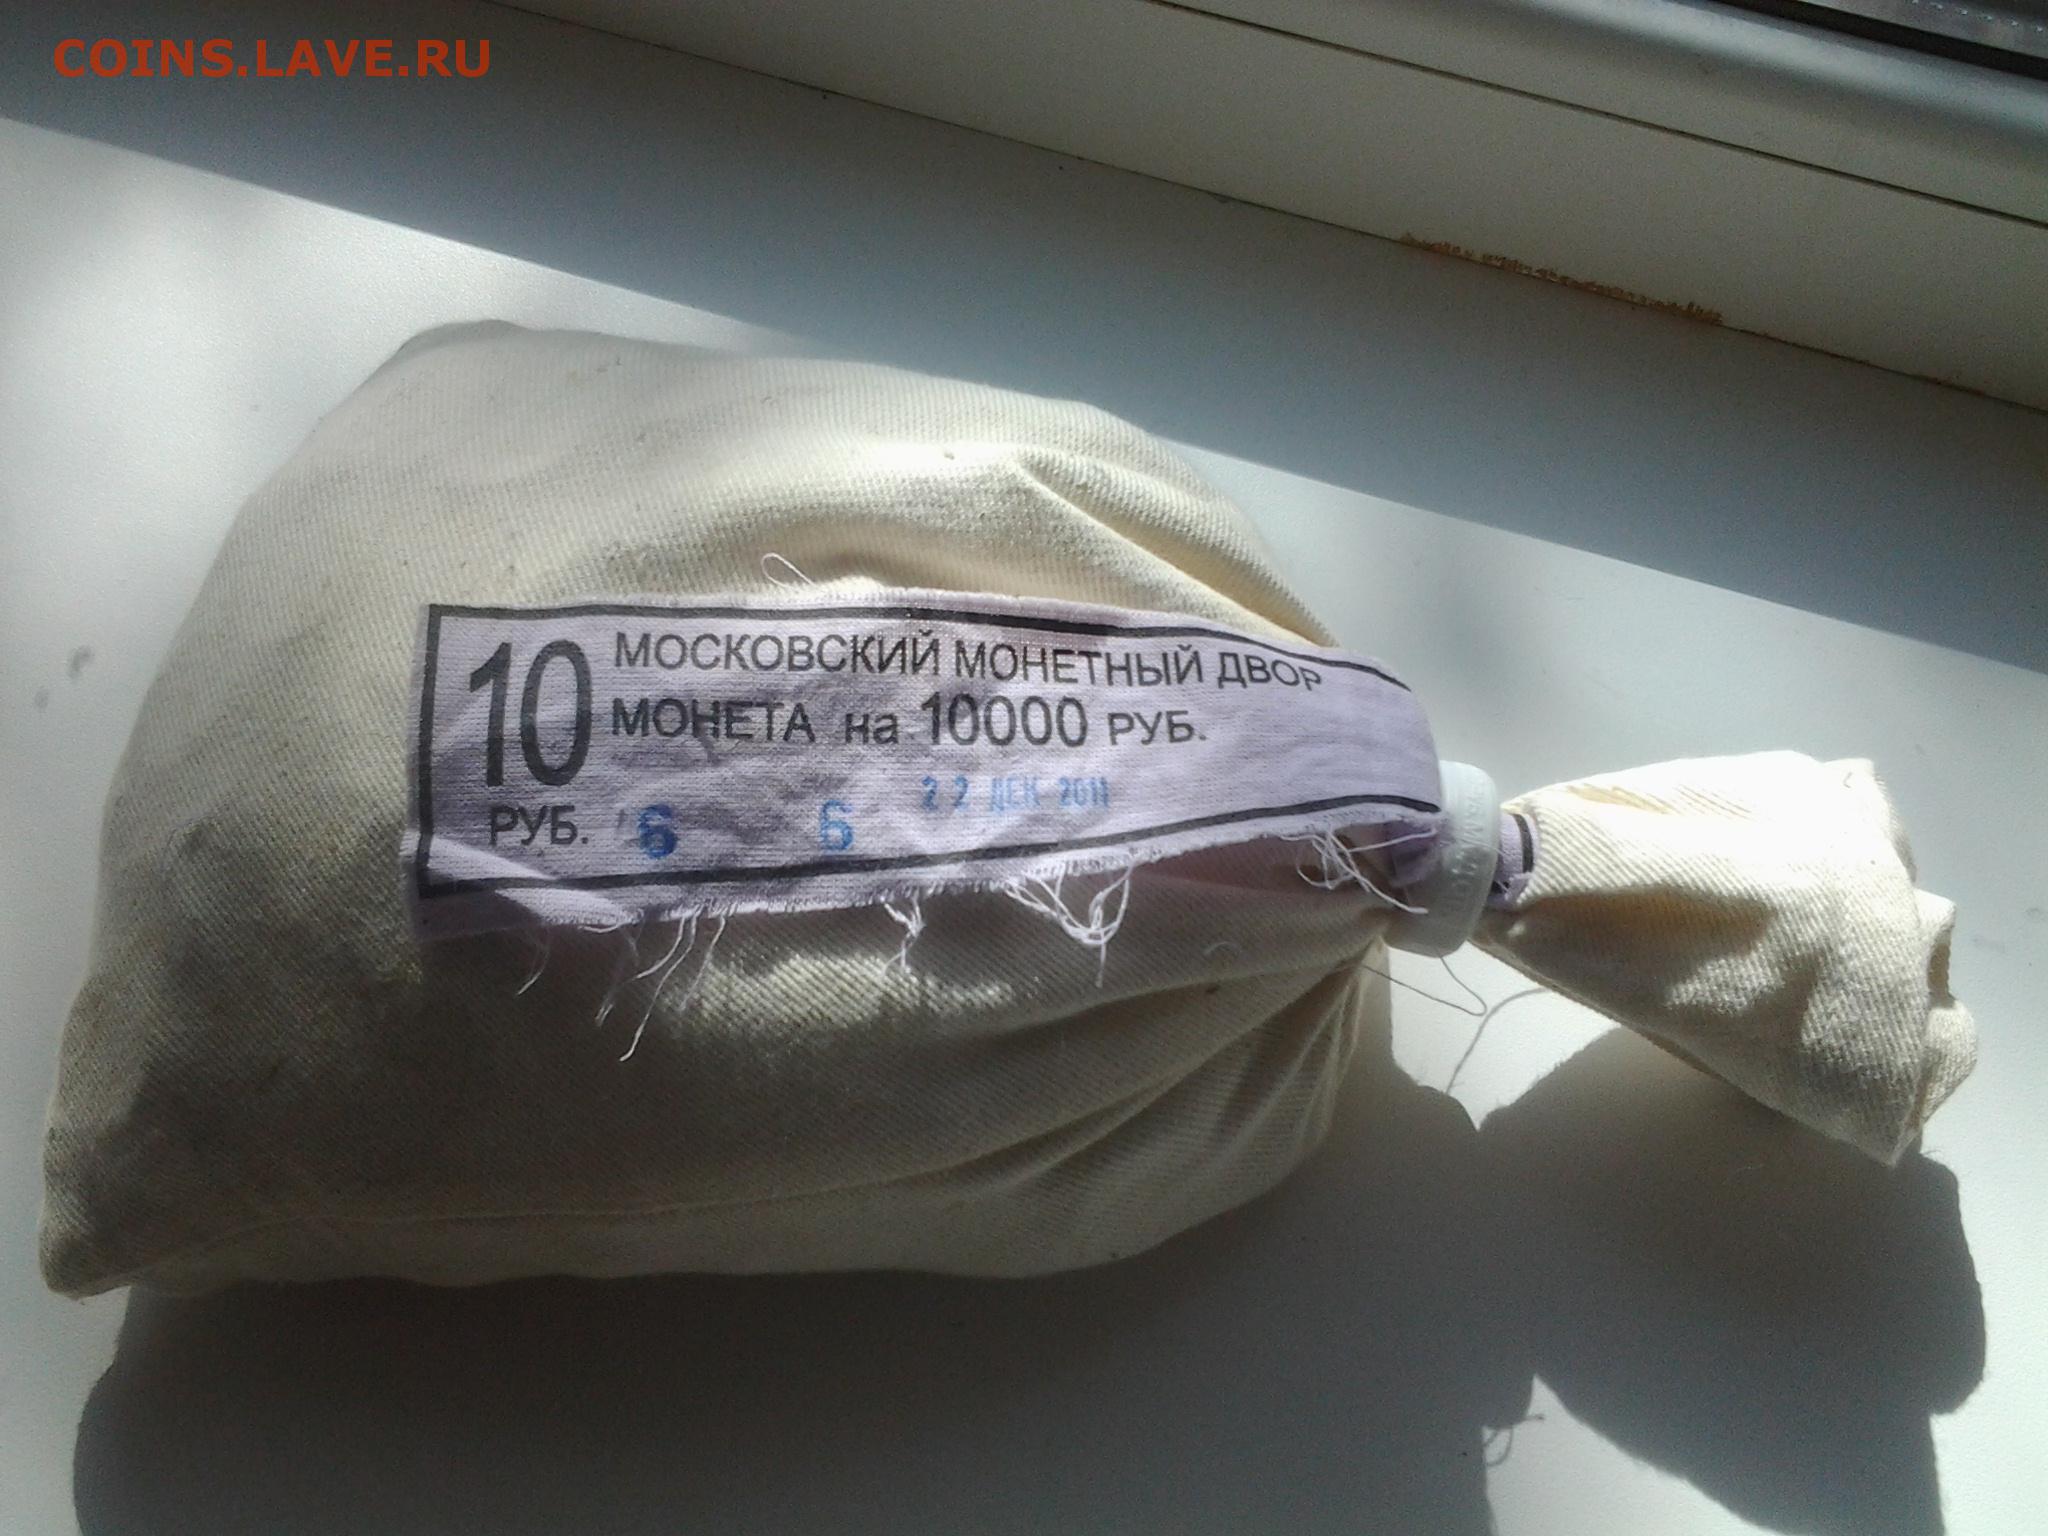 COINS.LAVE.RU
10 МОСКОВСКИЙ МОНЕТНЫЙ ДВОР
МОНЕТА на 10000 РУБ.
22 ДЕК 2011
РУБ. 6 6